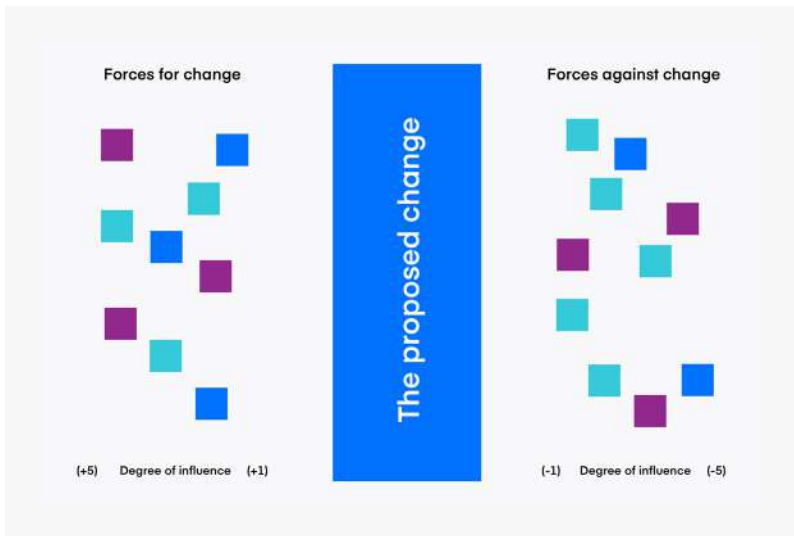 Forces for change
Forces against change
The proposed change
(+5) Degree of influence (+1)
(-1) Degree of influence (-5)